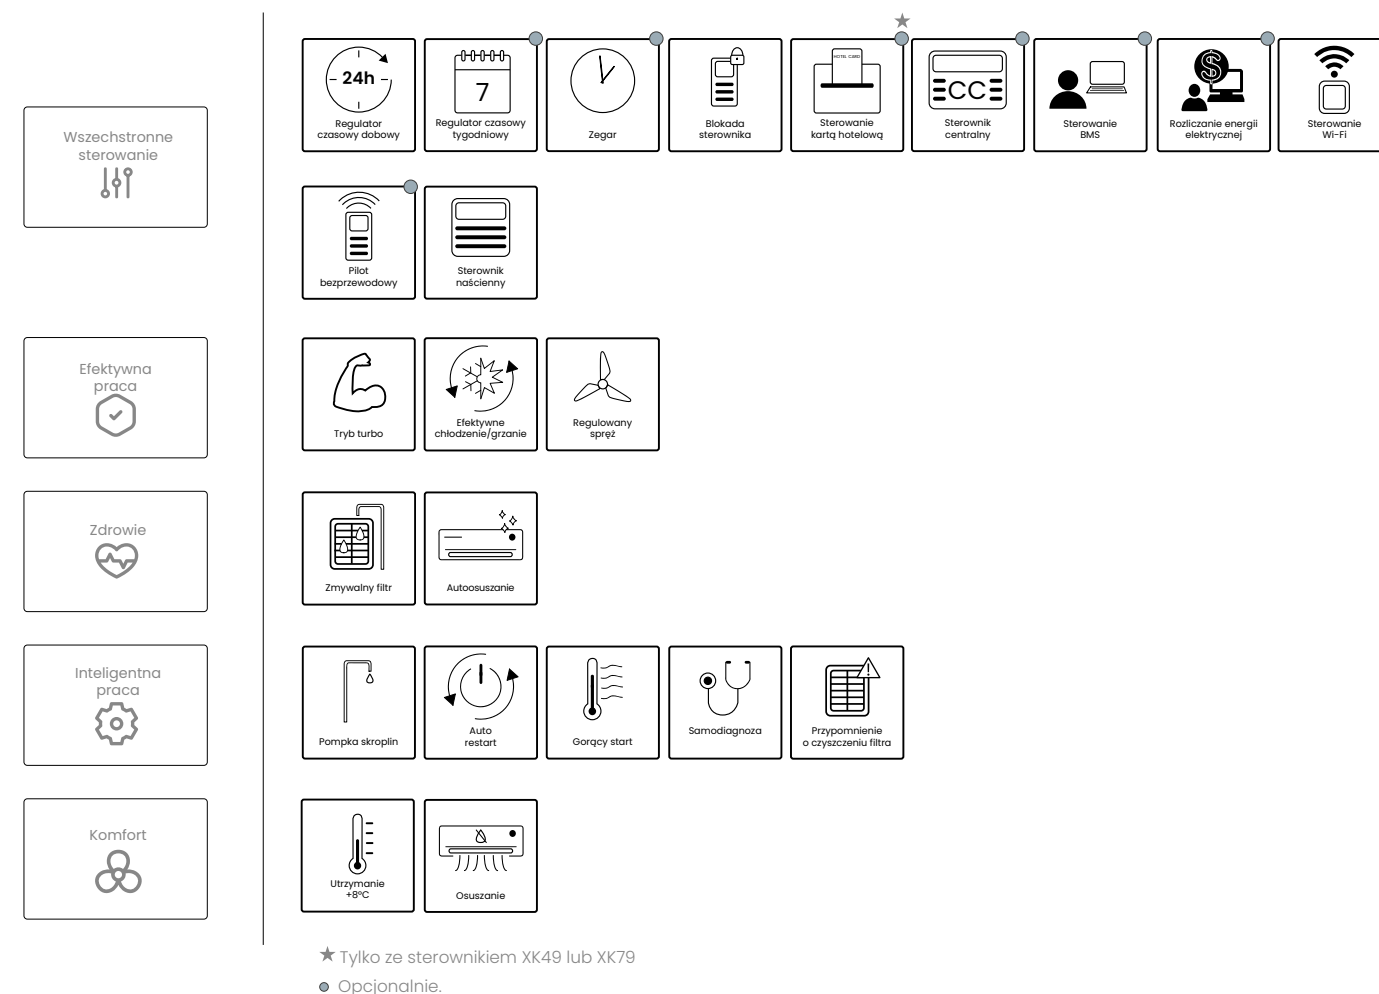 Wszechstronne
sterowanie
24h
Regulator
czasowy dobowy
7
Regulator czasowy
tygodniowy
Zegar
Blokada
sterownika
HOTEL CARD
Sterowanie
kartą hotelową
CC
Sterownik
centralny
Sterowanie
BMS
$
Rozliczanie energii
elektrycznej
Sterowanie
Wi-Fi
Pilot
bezprzewodowy
Sterownik
naścienny
Efektywna
praca
Tryb turbo
Efektywne
chłodzenie/grzanie
Regulowany
spręż
Zdrowie
Zmywalny filtr
Autoosuszanie
Inteligentna
praca
Pompka skroplin
Auto
restart
Gorący start
Samodiagnoza
Przypomnienie
o czyszczeniu filtra
Komfort
Utrzymanie
+8°C
Osuszanie
★ Tylko ze sterownikiem XK49 lub XK79
Opcjonalnie.